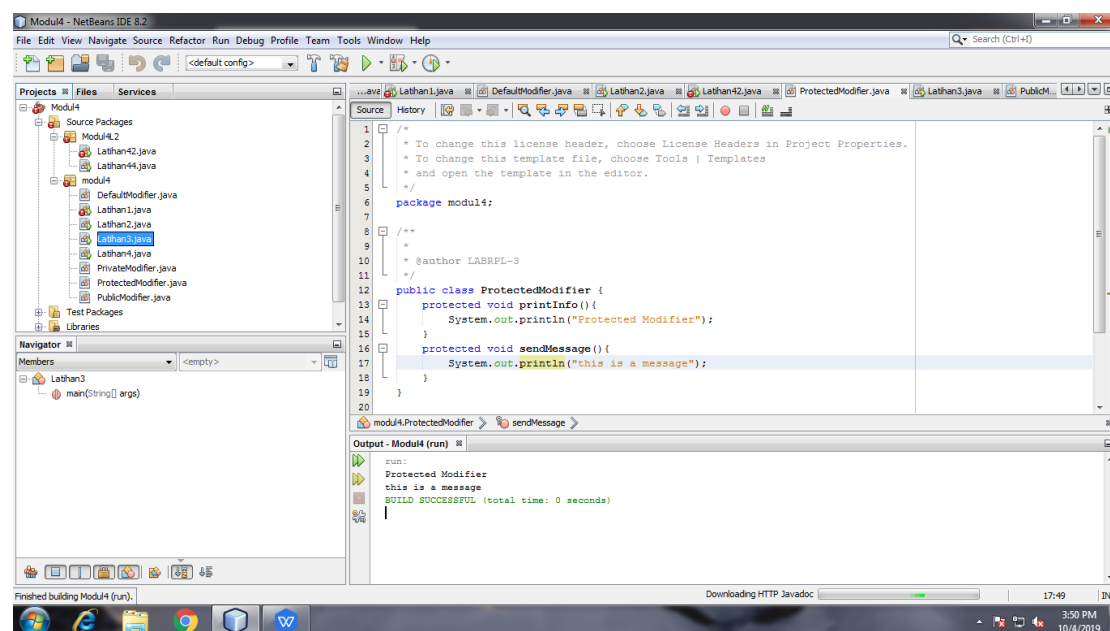 Modul4 - NetBeans IDE 8.2
File Edit View Navigate Source Refactor Run Debug Profile Team Tools Window Help
Search (Ctrl+I)
<default config>
Projects Files Services
Modul4
Source Packages
Modul4L2
Latihan42.java
Latihan44.java
modul4
DefaultModifier.java
Latihan1.java
Latihan2.java
Latihan3.java
Latihan4.java
PrivateModifier.java
ProtectedModifier.java
PublicModifier.java
Test Packages
Libraries
Navigator
Members <empty>
Latihan3
main(String[] args)
...ava Latihan1.java DefaultModifier.java Latihan2.java Latihan42.java ProtectedModifier.java Latihan3.java PublicM...
Source History
1 /*
2 * To change this license header, choose License Headers in Project Properties.
3 * To change this template file, choose Tools | Templates
4 * and open the template in the editor.
5 */
6 package modul4;
7
8 /**
9 *
10 * @author LABRPL-3
11 */
12 public class ProtectedModifier {
13 protected void printInfo(){
14 System.out.println("Protected Modifier");
15 }
16 protected void sendMessage(){
17 System.out.println("this is a message");
18 }
19 }
20
modul4.ProtectedModifier sendMessage
Output - Modul4 (run)
run:
Protected Modifier
this is a message
BUILD SUCCESSFUL (total time: 0 seconds)
Finished building Modul4 (run).
Downloading HTTP Javadoc
17:49
IN
3:50 PM
10/4/2019